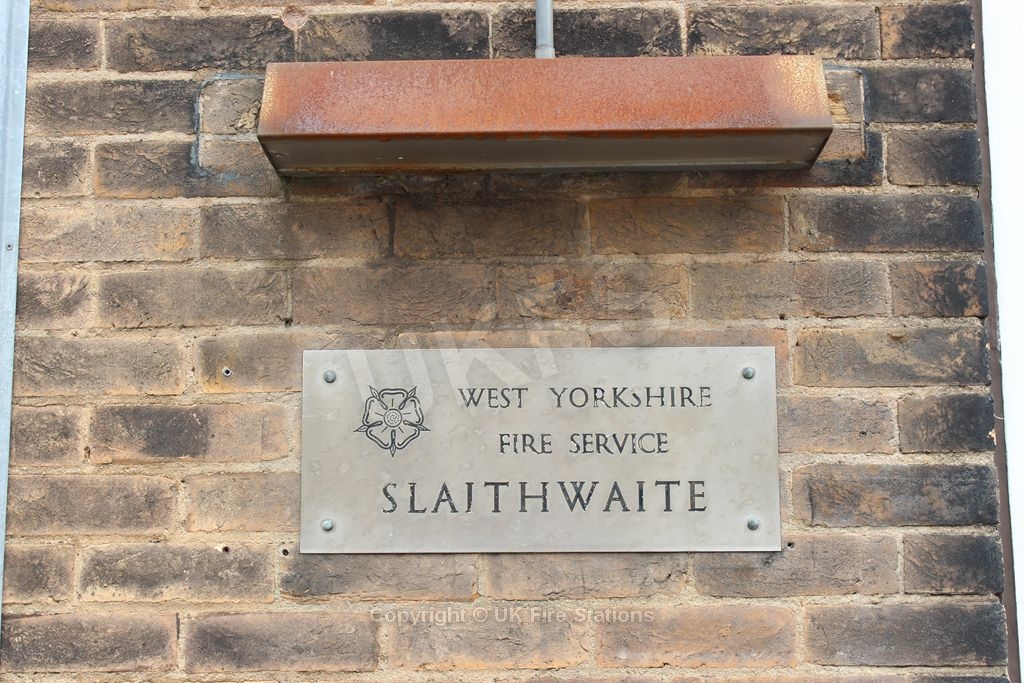 WEST YORKSHIRE
FIRE SERVICE
SLAITHWAITE
Copyright © UK Fire Stations